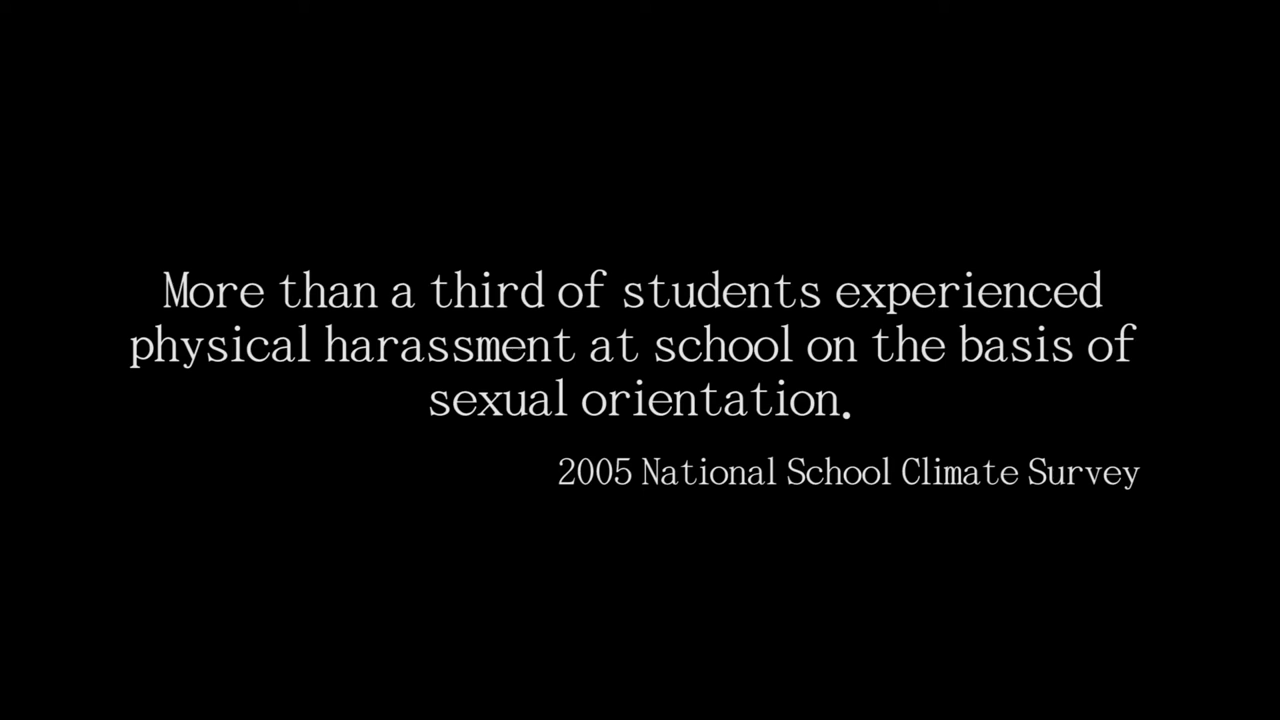 More than a third of students experienced
physical harassment at school on the basis of
sexual orientation.
2005 National School Climate Survey